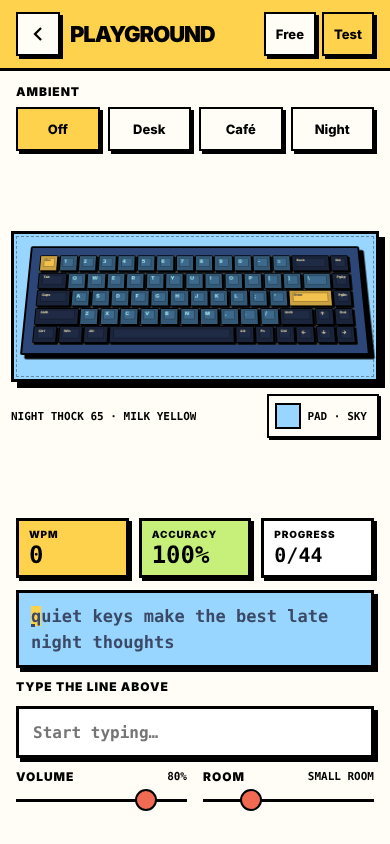 PLAYGROUND
Free
Test
AMBIENT
Off
Desk
Café
Night
NIGHT THOCK 65 · MILK YELLOW
PAD · SKY
WPM
0
ACCURACY
100%
PROGRESS
0/44
quiet keys make the best late
night thoughts
TYPE THE LINE ABOVE
Start typing…
VOLUME
80%
ROOM
SMALL ROOM